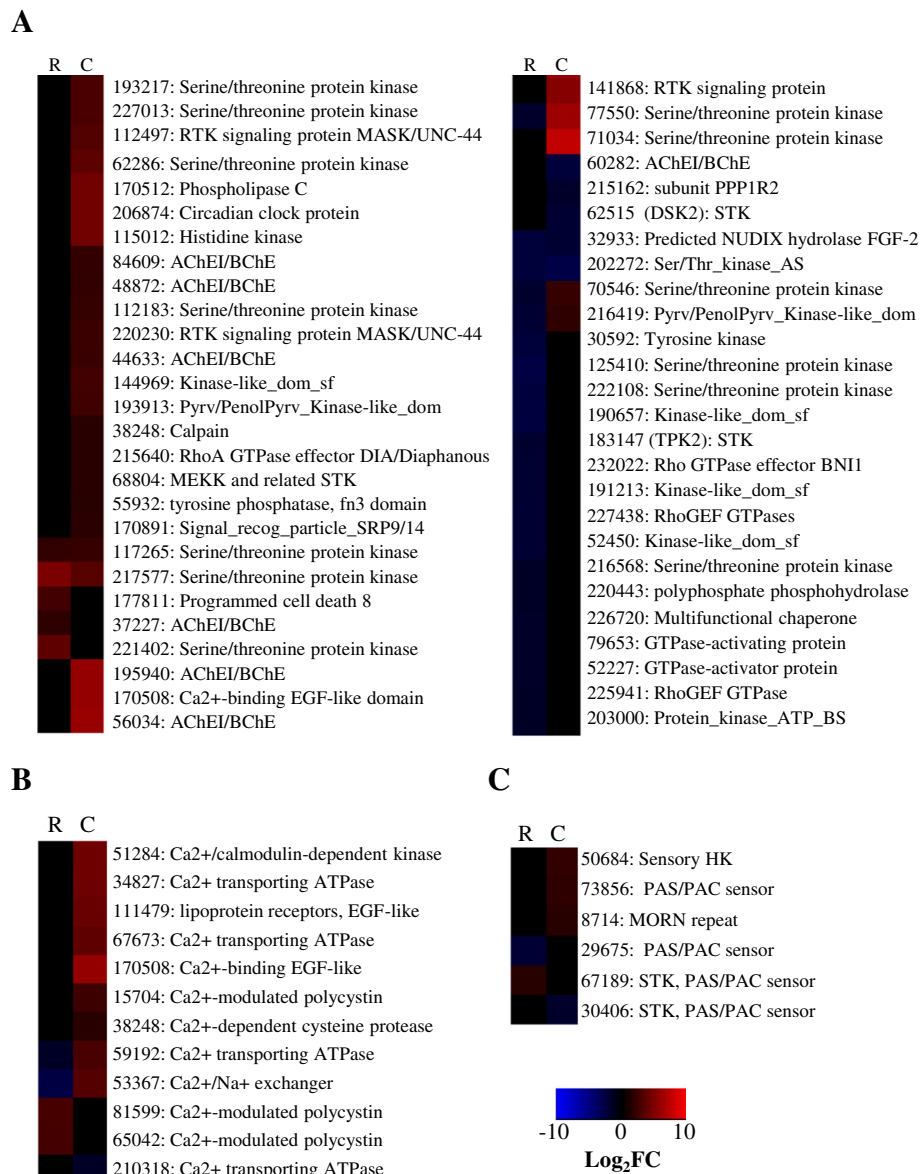 A
R C
193217: Serine/threonine protein kinase
227013: Serine/threonine protein kinase
112497: RTK signaling protein MASK/UNC-44
62286: Serine/threonine protein kinase
170512: Phospholipase C
206874: Circadian clock protein
115012: Histidine kinase
84609: AChEI/BChE
48872: AChEI/BChE
112183: Serine/threonine protein kinase
220230: RTK signaling protein MASK/UNC-44
44633: AChEI/BChE
144969: Kinase-like_dom_sf
193913: Pyrv/PenolPyrv_Kinase-like_dom
38248: Calpain
215640: RhoA GTPase effector DIA/Diaphanous
68804: MEKK and related STK
55932: tyrosine phosphatase, fn3 domain
170891: Signal_recog_particle_SRP9/14
117265: Serine/threonine protein kinase
217577: Serine/threonine protein kinase
177811: Programmed cell death 8
37227: AChEI/BChE
221402: Serine/threonine protein kinase
195940: AChEI/BChE
170508: Ca2+-binding EGF-like domain
56034: AChEI/BChE
R C
141868: RTK signaling protein
77550: Serine/threonine protein kinase
71034: Serine/threonine protein kinase
60282: AChEI/BChE
215162: subunit PPP1R2
62515 (DSK2): STK
32933: Predicted NUDIX hydrolase FGF-2
202272: Ser/Thr_kinase_AS
70546: Serine/threonine protein kinase
216419: Pyrv/PenolPyrv_Kinase-like_dom
30592: Tyrosine kinase
125410: Serine/threonine protein kinase
222108: Serine/threonine protein kinase
190657: Kinase-like_dom_sf
183147 (TPK2): STK
232022: Rho GTPase effector BNI1
191213: Kinase-like_dom_sf
227438: RhoGEF GTPases
52450: Kinase-like_dom_sf
216568: Serine/threonine protein kinase
220443: polyphosphate phosphohydrolase
226720: Multifunctional chaperone
79653: GTPase-activating protein
52227: GTPase-activator protein
225941: RhoGEF GTPase
203000: Protein_kinase_ATP_BS
B
R C
51284: Ca2+/calmodulin-dependent kinase
34827: Ca2+ transporting ATPase
111479: lipoprotein receptors, EGF-like
67673: Ca2+ transporting ATPase
170508: Ca2+-binding EGF-like
15704: Ca2+-modulated polycystin
38248: Ca2+-dependent cysteine protease
59192: Ca2+ transporting ATPase
53367: Ca2+/Na+ exchanger
81599: Ca2+-modulated polycystin
65042: Ca2+-modulated polycystin
210318: Ca2+ transporting ATPase
C
R C
50684: Sensory HK
73856: PAS/PAC sensor
8714: MORN repeat
29675: PAS/PAC sensor
67189: STK, PAS/PAC sensor
30406: STK, PAS/PAC sensor
-10 0 10
Log₂FC